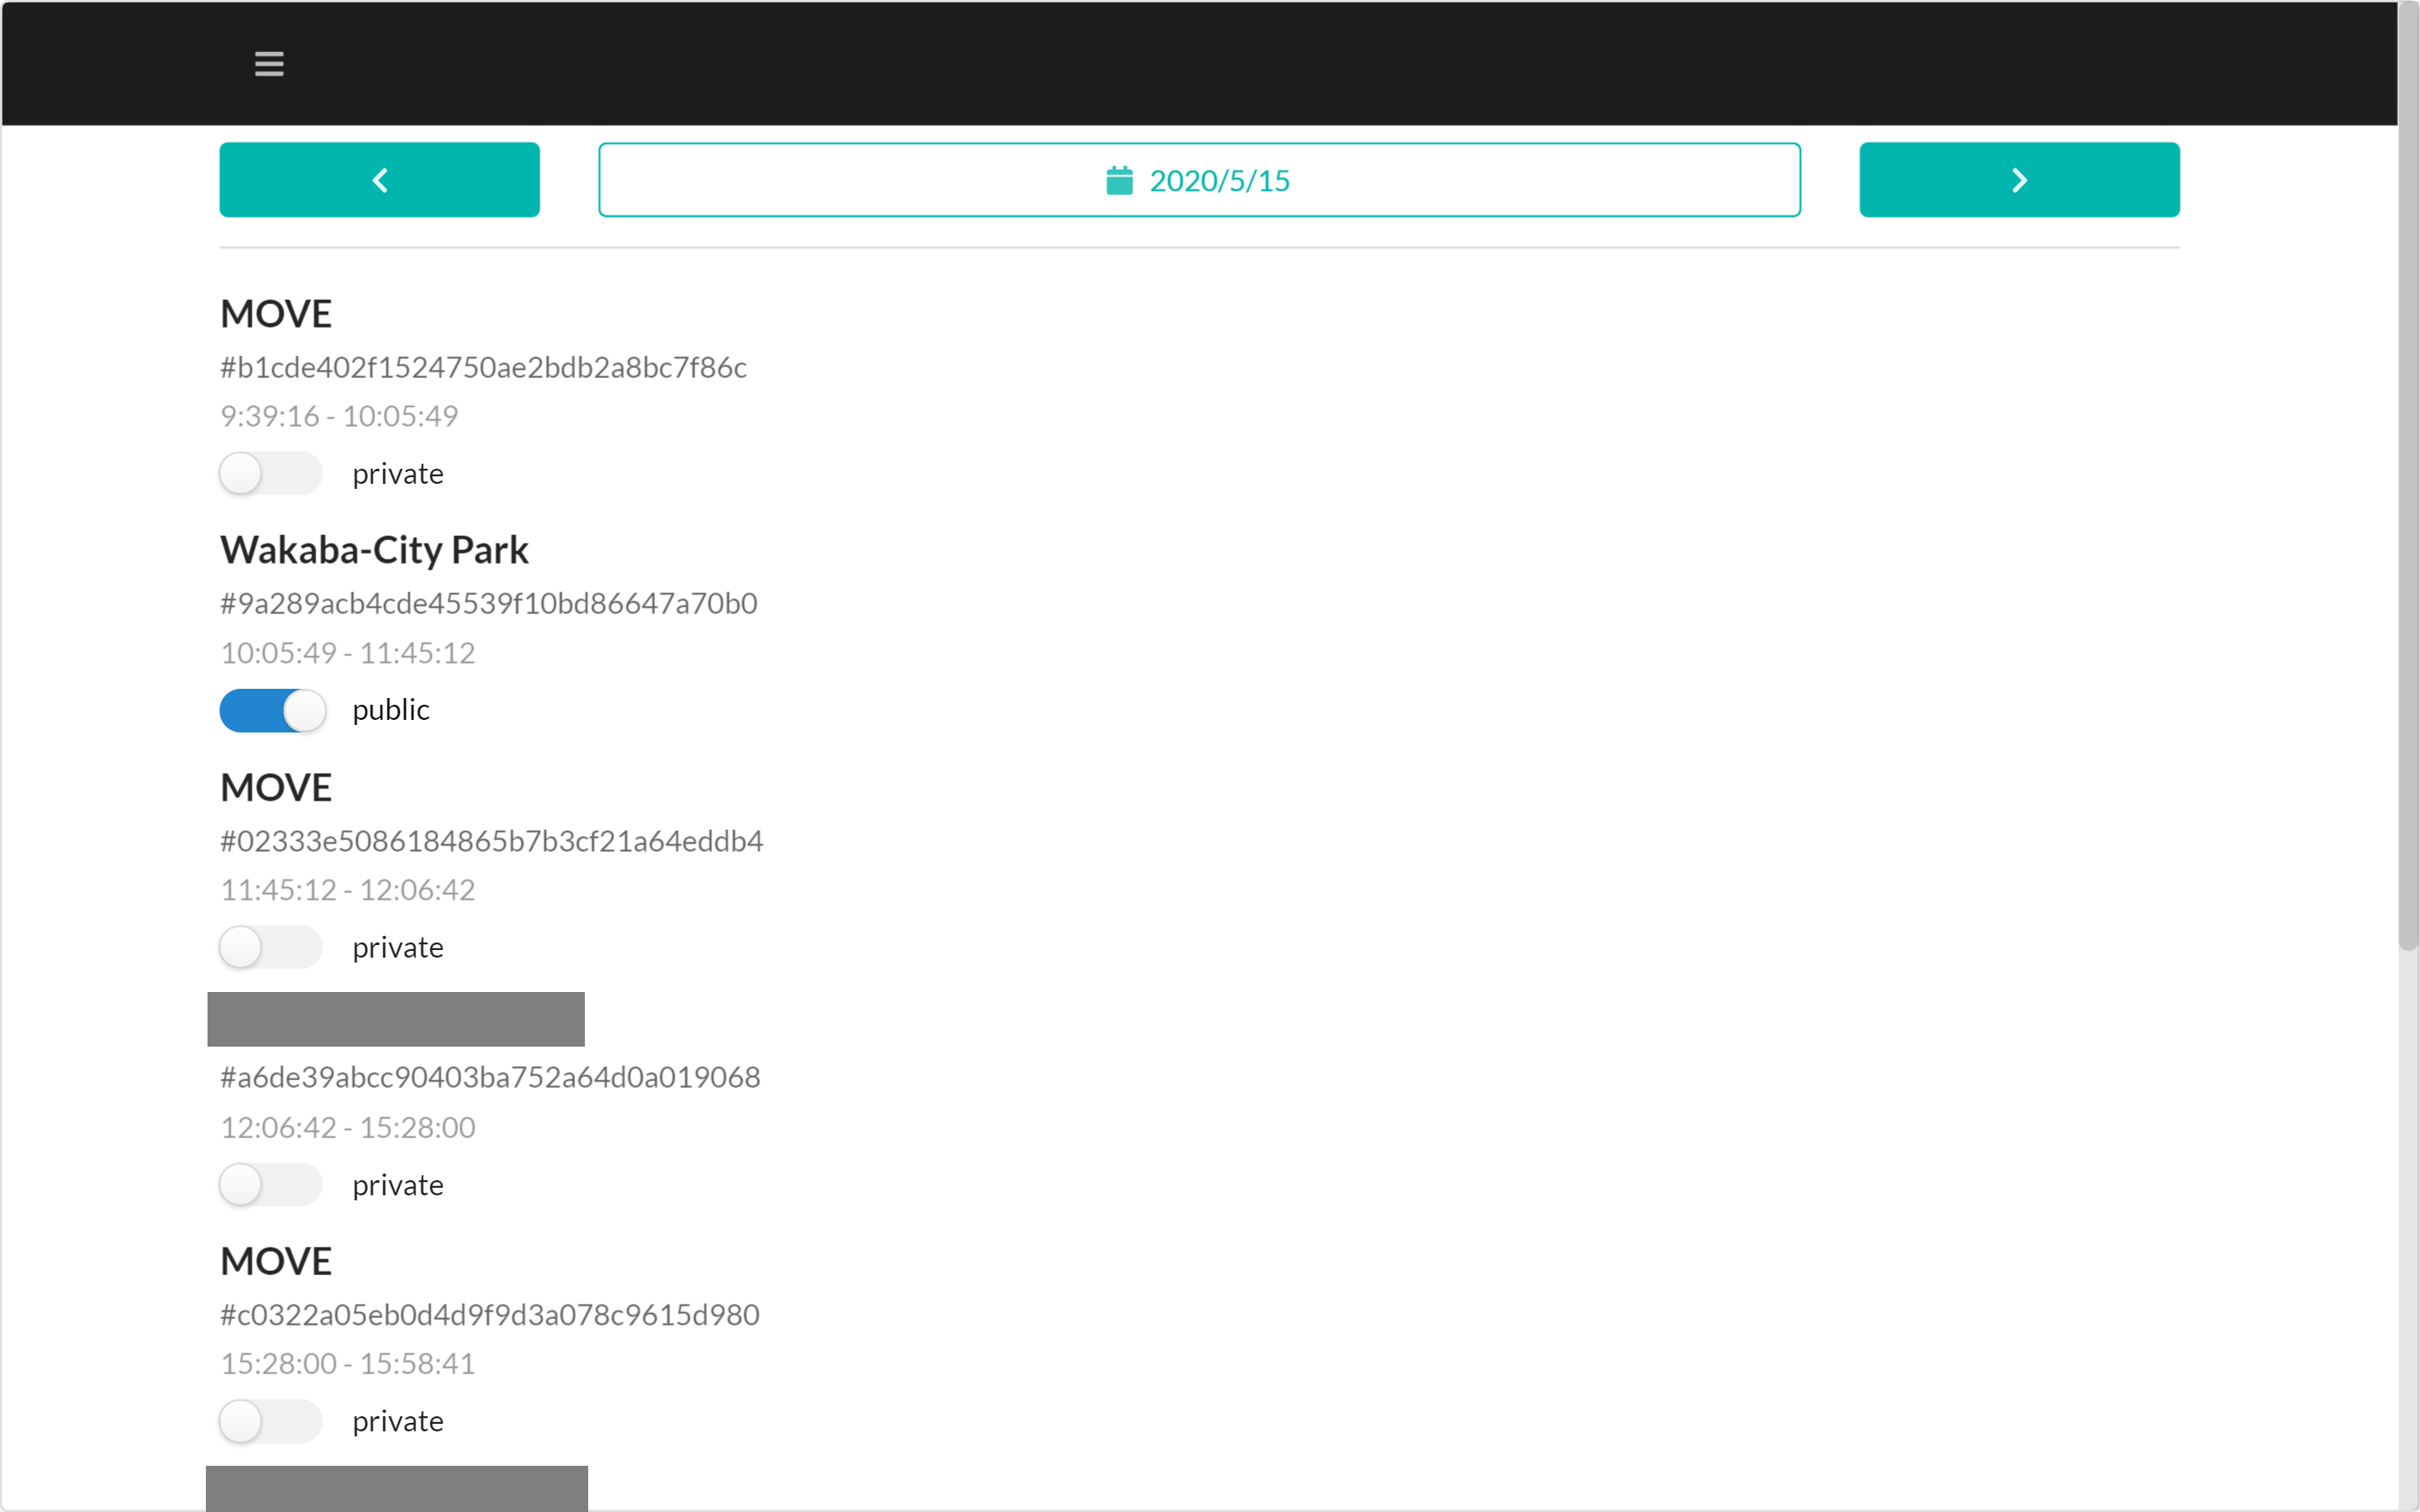 2020/5/15
MOVE
#b1cde402f1524750ae2bdb2a8bc7f86c
9:39:16 - 10:05:49
private
Wakaba-City Park
#9a289acb4cde45539f10bd86647a70b0
10:05:49 - 11:45:12
public
MOVE
#02333e5086184865b7b3cf21a64eddb4
11:45:12 - 12:06:42
private
#a6de39abcc90403ba752a64d0a019068
12:06:42 - 15:28:00
private
MOVE
#c0322a05eb0d4d9f9d3a078c9615d980
15:28:00 - 15:58:41
private